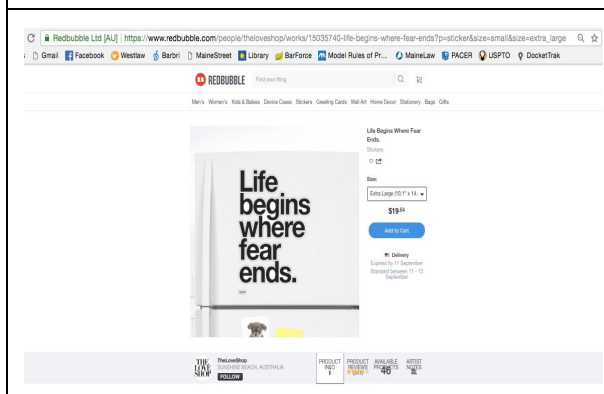 Redbubble Ltd [AU] https://www.redbubble.com/people/theloveshop/works/15035740-life-begins-where-fear-ends?p=sticker&size=small&size=extra_large
Gmail Facebook Westlaw Barbri MaineStreet Library BarForce Model Rules of Pr... MaineLaw PACER USPTO DocketTrak
REDBUBBLE Find your thing
Men's Women's Kids & Babies Device Cases Stickers Greeting Cards Wall Art Home Decor Stationery Bags Gifts
Life Begins Where Fear
Ends.
Stickers
Size:
Extra Large (10.1" x 14.
$19.64
Add to Cart
Delivery
Express by 11 September
Standard between 11 - 13
September
Life
begins
where
fear
ends.
THE
LOVE
SHOP
TheLoveShop
SUNSHINE BEACH, AUSTRALIA
FOLLOW
PRODUCT
INFO
i
PRODUCT
REVIEWS
AVAILABLE
PRODUCTS
46
ARTIST
NOTES